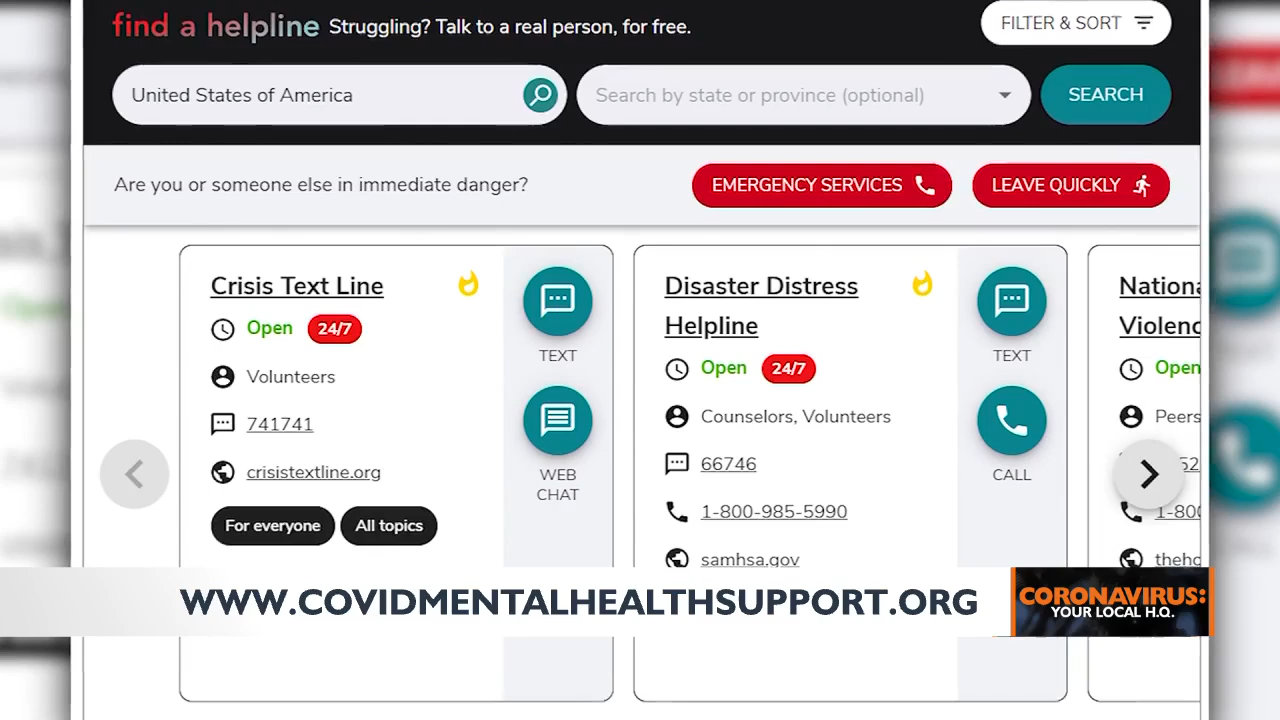 find a helpline Struggling? Talk to a real person, for free.
FILTER & SORT
United States of America
Search by state or province (optional)
SEARCH
Are you or someone else in immediate danger?
EMERGENCY SERVICES
LEAVE QUICKLY
Crisis Text Line
Open 24/7
Volunteers
741741
crisistextline.org
For everyone All topics
TEXT
WEB
CHAT
Disaster Distress
Helpline
Open 24/7
Counselors, Volunteers
66746
1-800-985-5990
samhsa.gov
TEXT
CALL
Nationa
Violenc
Open
Peers
52
1-800
theho
WWW.COVIDMENTALHEALTHSUPPORT.ORG
CORONAVIRUS:
YOUR LOCAL H.Q.